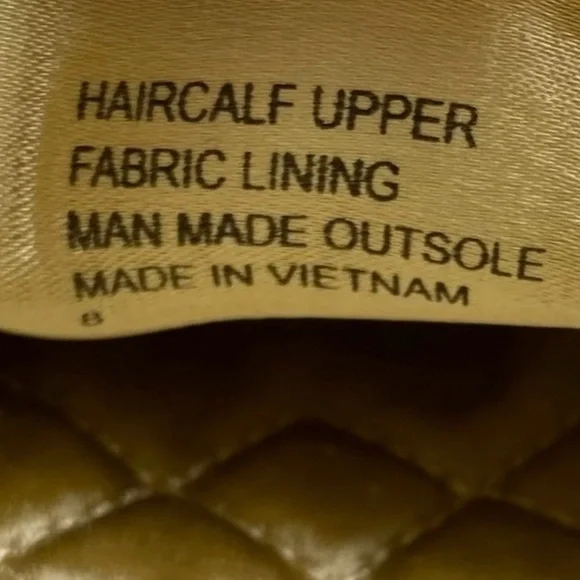 HAIRCALF UPPER
FABRIC LINING
MAN MADE OUTSOLE
MADE IN VIETNAM
8